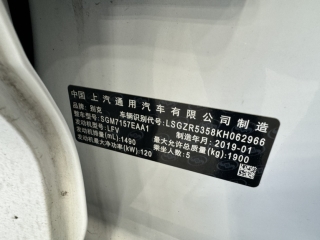 中国 上汽通用汽车有限公司制造
品牌：别克 车辆识别代号：LSGZR5358KH062966
整车型号：SGM7157EAA1 制造年月：2019-01
发动机型号：LFV 最大允许总质量(kg)：1900
发动机排量(mL)：1490 乘坐人数：5
发动机最大净功率(kW)：120